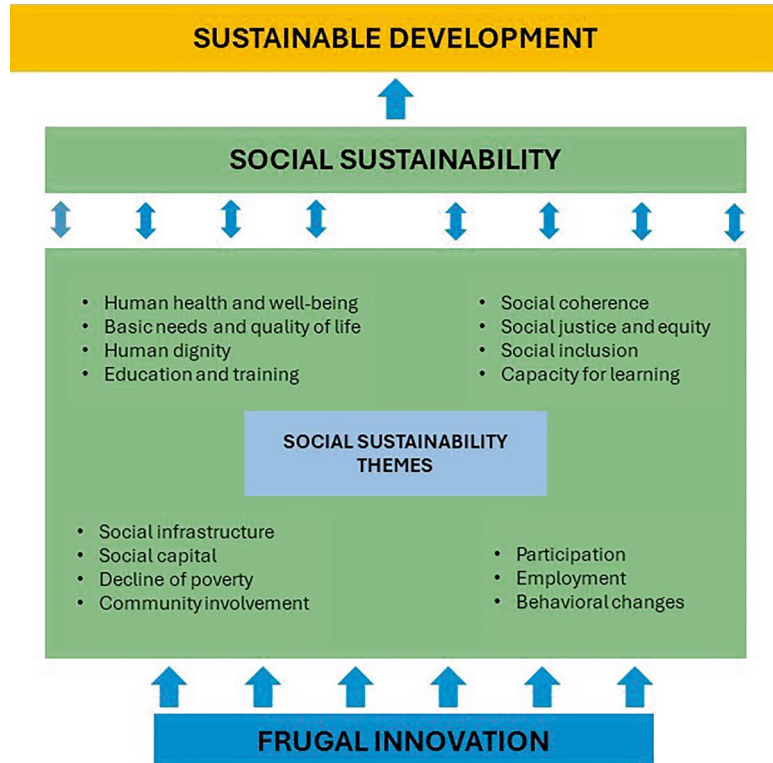 SUSTAINABLE DEVELOPMENT
SOCIAL SUSTAINABILITY
• Human health and well-being
• Basic needs and quality of life
• Human dignity
• Education and training
• Social coherence
• Social justice and equity
• Social inclusion
• Capacity for learning
SOCIAL SUSTAINABILITY
THEMES
• Social infrastructure
• Social capital
• Decline of poverty
• Community involvement
• Participation
• Employment
• Behavioral changes
FRUGAL INNOVATION